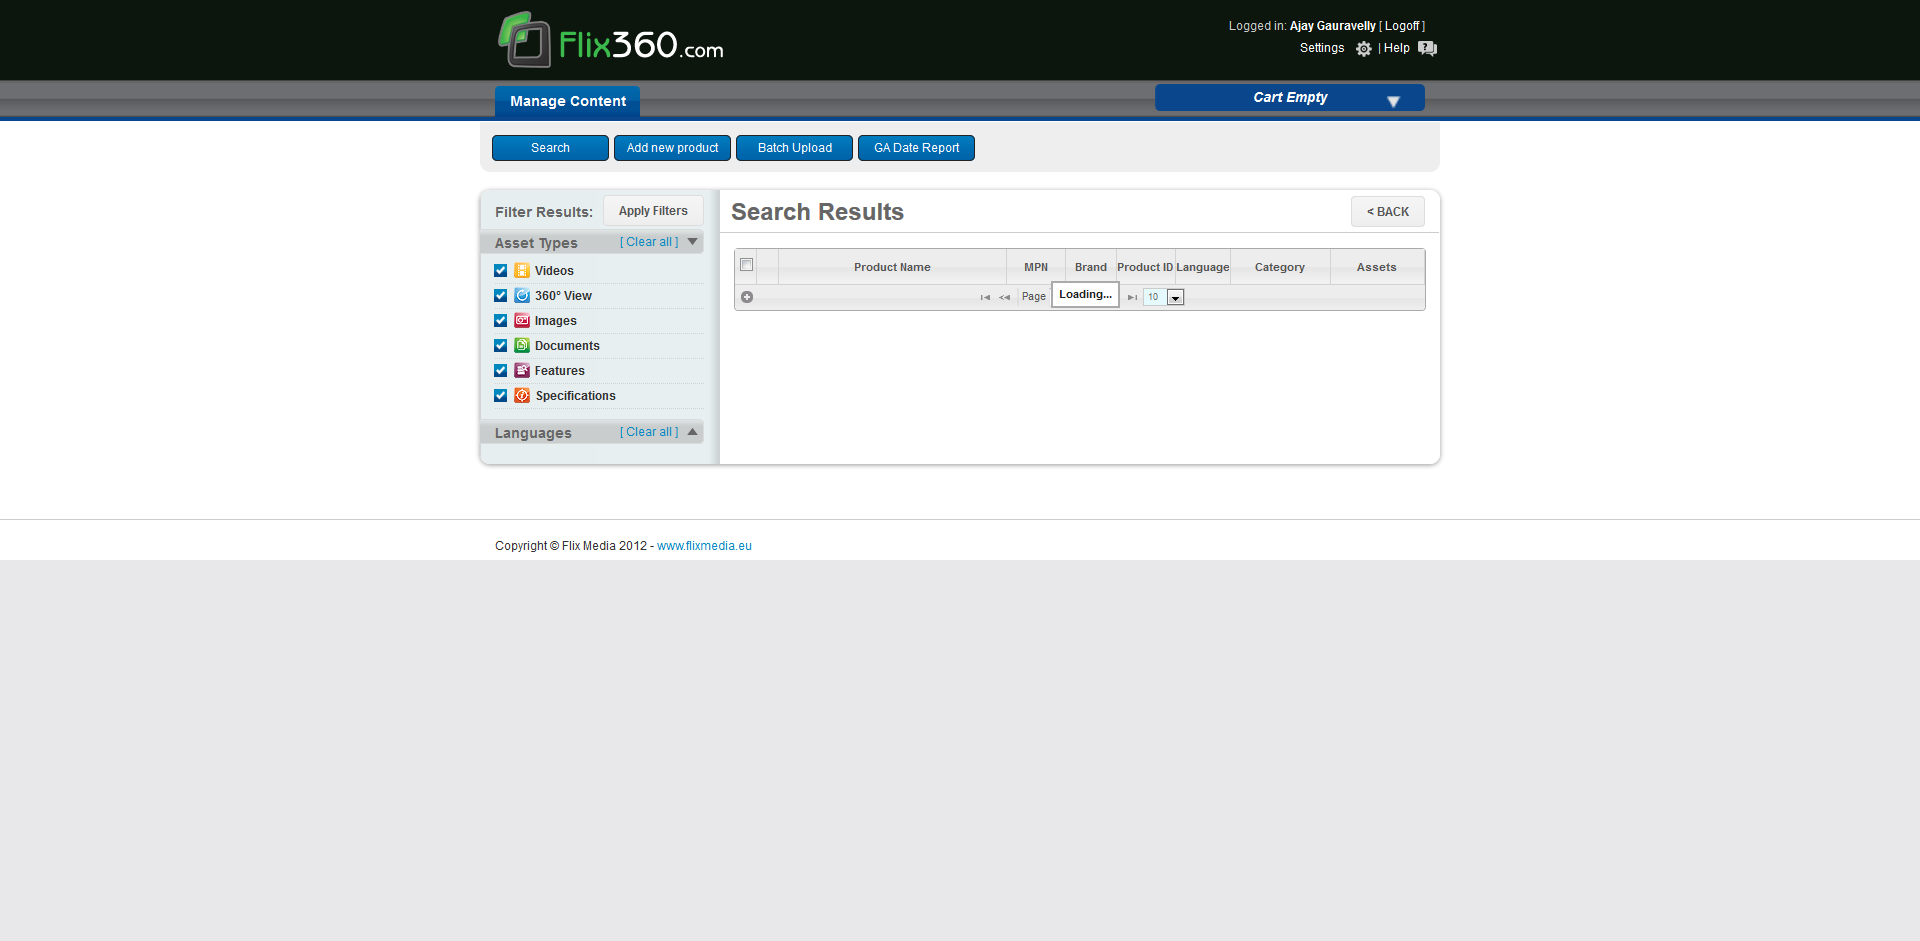 Flix360.com
Logged in: Ajay Gauravelly [ Logoff ]
Settings | Help
Manage Content
Cart Empty
Search
Add new product
Batch Upload
GA Date Report
Filter Results:
Apply Filters
Asset Types [ Clear all ]
Videos
360° View
Images
Documents
Features
Specifications
Languages [ Clear all ]
Search Results
< BACK
Product Name MPN Brand Product ID Language Category Assets
Page Loading... 10
Copyright © Flix Media 2012 - www.flixmedia.eu